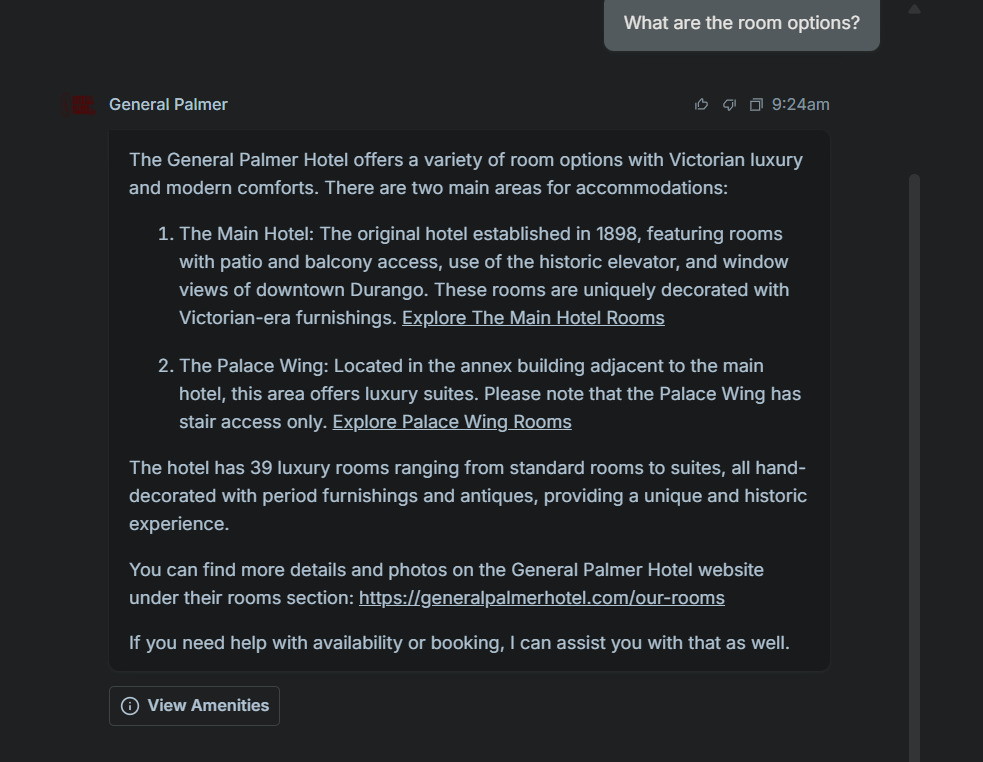 What are the room options?
General Palmer
9:24am
The General Palmer Hotel offers a variety of room options with Victorian luxury
and modern comforts. There are two main areas for accommodations:
1. The Main Hotel: The original hotel established in 1898, featuring rooms
with patio and balcony access, use of the historic elevator, and window
views of downtown Durango. These rooms are uniquely decorated with
Victorian-era furnishings. Explore The Main Hotel Rooms
2. The Palace Wing: Located in the annex building adjacent to the main
hotel, this area offers luxury suites. Please note that the Palace Wing has
stair access only. Explore Palace Wing Rooms
The hotel has 39 luxury rooms ranging from standard rooms to suites, all hand-
decorated with period furnishings and antiques, providing a unique and historic
experience.
You can find more details and photos on the General Palmer Hotel website
under their rooms section: https://generalpalmerhotel.com/our-rooms
If you need help with availability or booking, I can assist you with that as well.
View Amenities